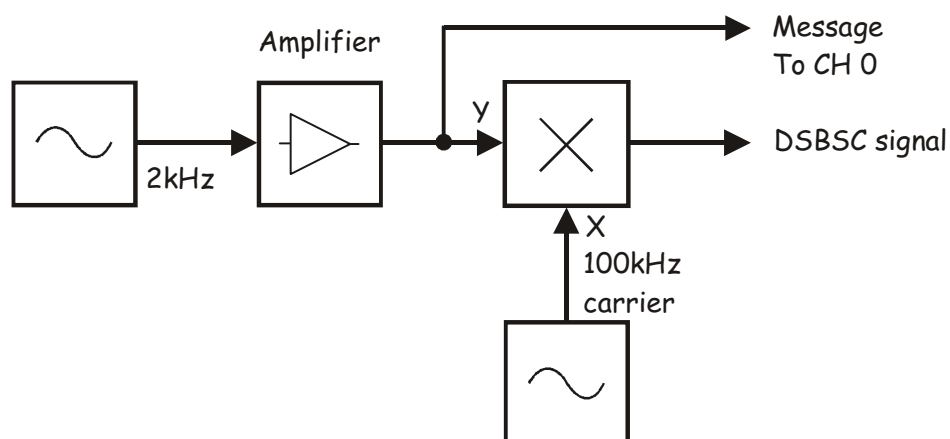 Amplifier
Message
To CH 0
Y
DSBSC signal
2kHz
X
100kHz
carrier